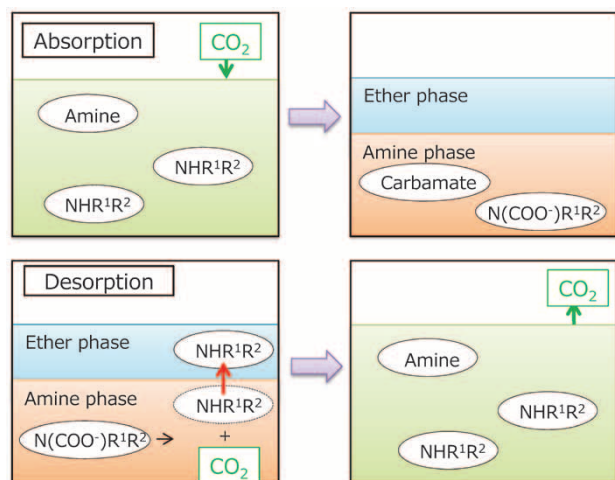 Absorption
CO₂
Amine
NHR¹R²
NHR¹R²
Ether phase
Amine phase
Carbamate
N(COO⁻)R¹R²
Desorption
Ether phase
NHR¹R²
Amine phase
NHR¹R²
N(COO⁻)R¹R² → +
CO₂
CO₂
Amine
NHR¹R²
NHR¹R²